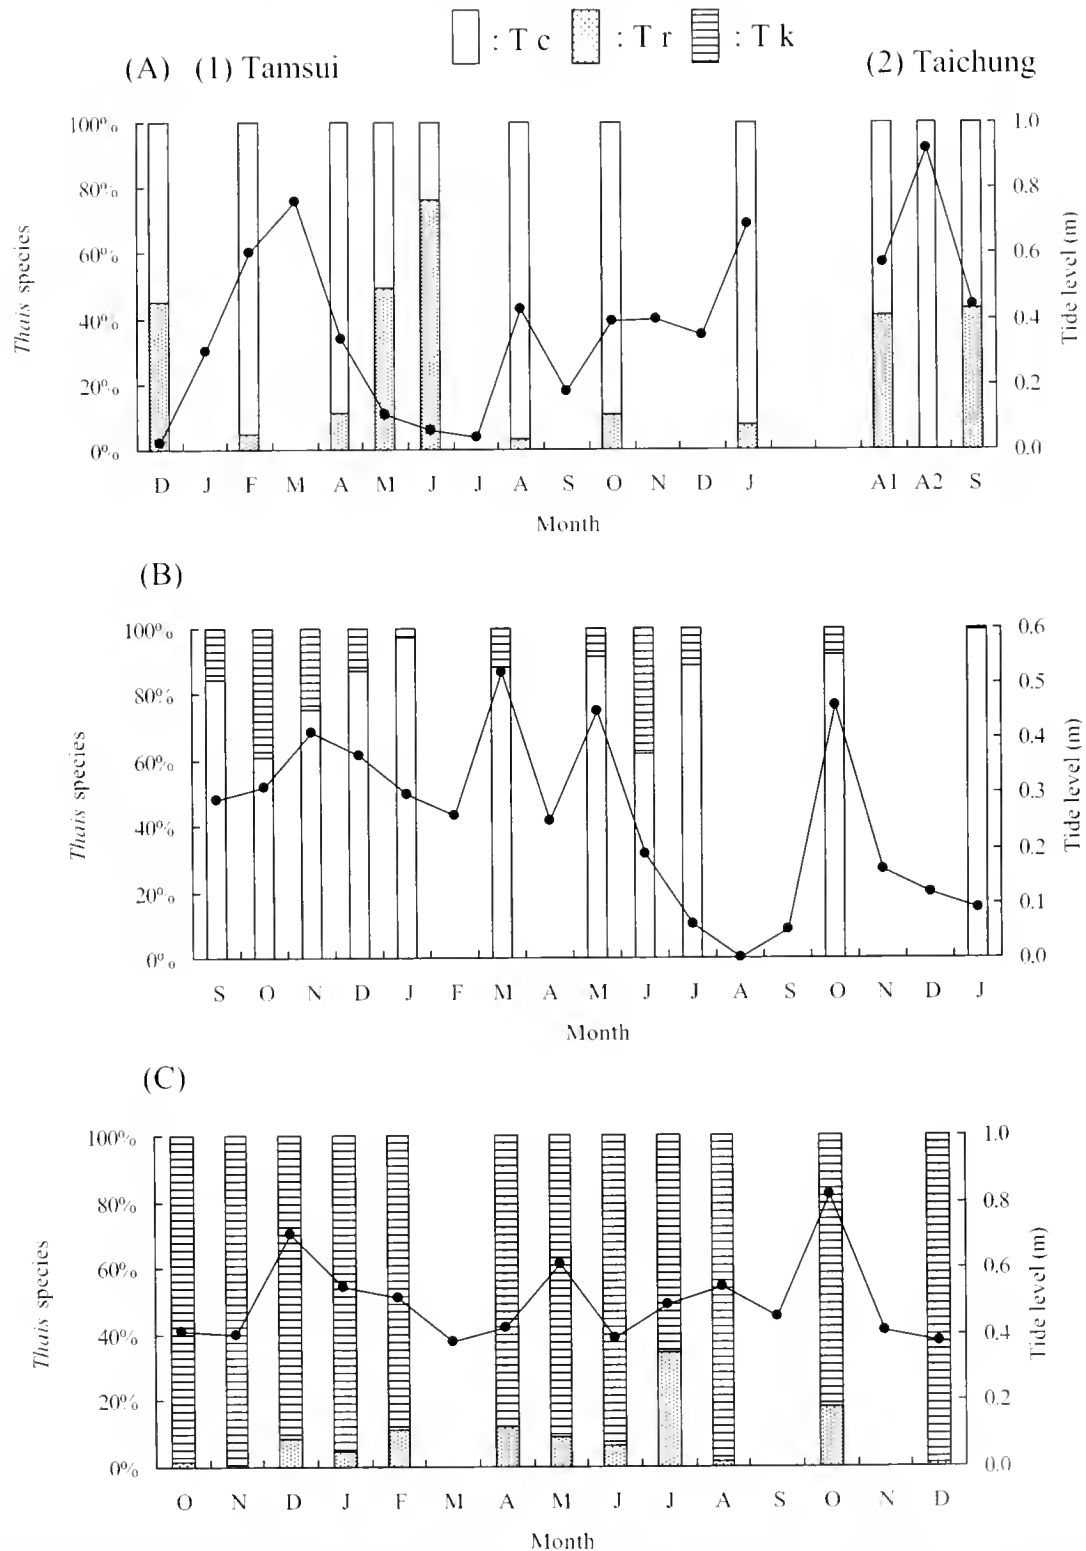 : Tc : Tr : Tk
(A) (1) Tamsui (2) Taichung
100%
80%
60%
40%
20%
0%
Thais species
1.0
0.8
0.6
0.4
0.2
0.0
Tide level (m)
D J F M A M J J A S O N D J A1 A2 S
Month
(B)
100%
80%
60%
40%
20%
0%
Thais species
0.6
0.5
0.4
0.3
0.2
0.1
0.0
Tide level (m)
S O N D J F M A M J J A S O N D J
Month
(C)
100%
80%
60%
40%
20%
0%
Thais species
1.0
0.8
0.6
0.4
0.2
0.0
Tide level (m)
O N D J F M A M J J A S O N D
Month